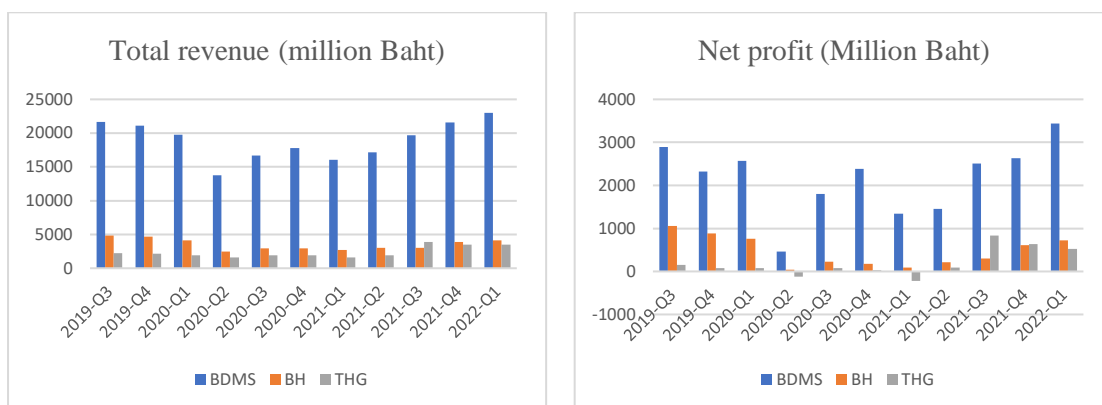 Total revenue (million Baht)
25000
20000
15000
10000
5000
0
2019-Q3
2019-Q4
2020-Q1
2020-Q2
2020-Q3
2020-Q4
2021-Q1
2021-Q2
2021-Q3
2021-Q4
2022-Q1
BDMS BH THG
Net profit (Million Baht)
4000
3000
2000
1000
0
-1000
2019-Q3
2019-Q4
2020-Q1
2020-Q2
2020-Q3
2020-Q4
2021-Q1
2021-Q2
2021-Q3
2021-Q4
2022-Q1
BDMS BH THG